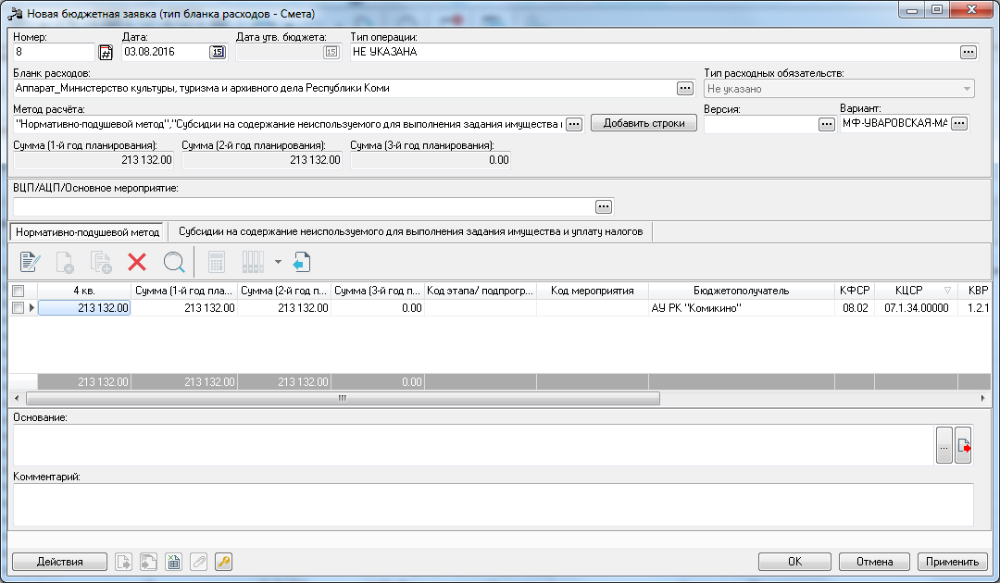 Новая бюджетная заявка (тип бланка расходов - Смета)
Номер: Дата: Дата утв. бюджета: Тип операции:
8 03.08.2016 15 15 НЕ УКАЗАНА ...
Бланк расходов: Тип расходных обязательств:
Аппарат_Министерство культуры, туризма и архивного дела Республики Коми ... Не указано
Метод расчёта: Версия: Вариант:
"Нормативно-подушевой метод","Субсидии на содержание неиспользуемого для выполнения задания имущества ... Добавить строки ... МФ-УВАРОВСКАЯ-МА ...
Сумма (1-й год планирования): Сумма (2-й год планирования): Сумма (3-й год планирования):
213 132.00 213 132.00 0.00
ВЦП/АЦП/Основное мероприятие:
...
Нормативно-подушевой метод Субсидии на содержание неиспользуемого для выполнения задания имущества и уплату налогов
4 кв. Сумма (1-й год пла... Сумма (2-й год п... Сумма (3-й год п... Код этапа/ подпрогр... Код мероприятия Бюджетополучатель КФСР КЦСР КВР
213 132.00 213 132.00 213 132.00 0.00 АУ РК "Комикино" 08.02 07.1.34.00000 1.2.1
213 132.00 213 132.00 213 132.00 0.00
Основание:
...
Комментарий:
Действия OK Отмена Применить